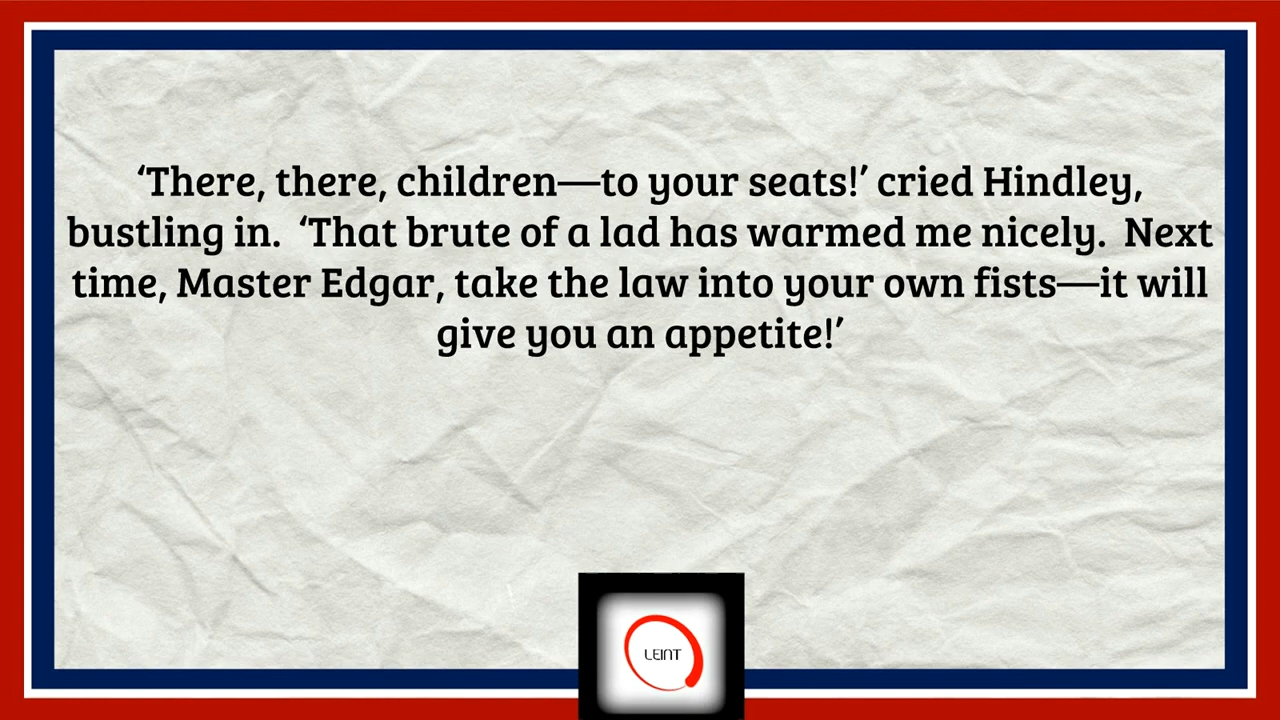 ‘There, there, children—to your seats!’ cried Hindley,
bustling in.  ‘That brute of a lad has warmed me nicely.  Next
time, Master Edgar, take the law into your own fists—it will
give you an appetite!’
LEINT